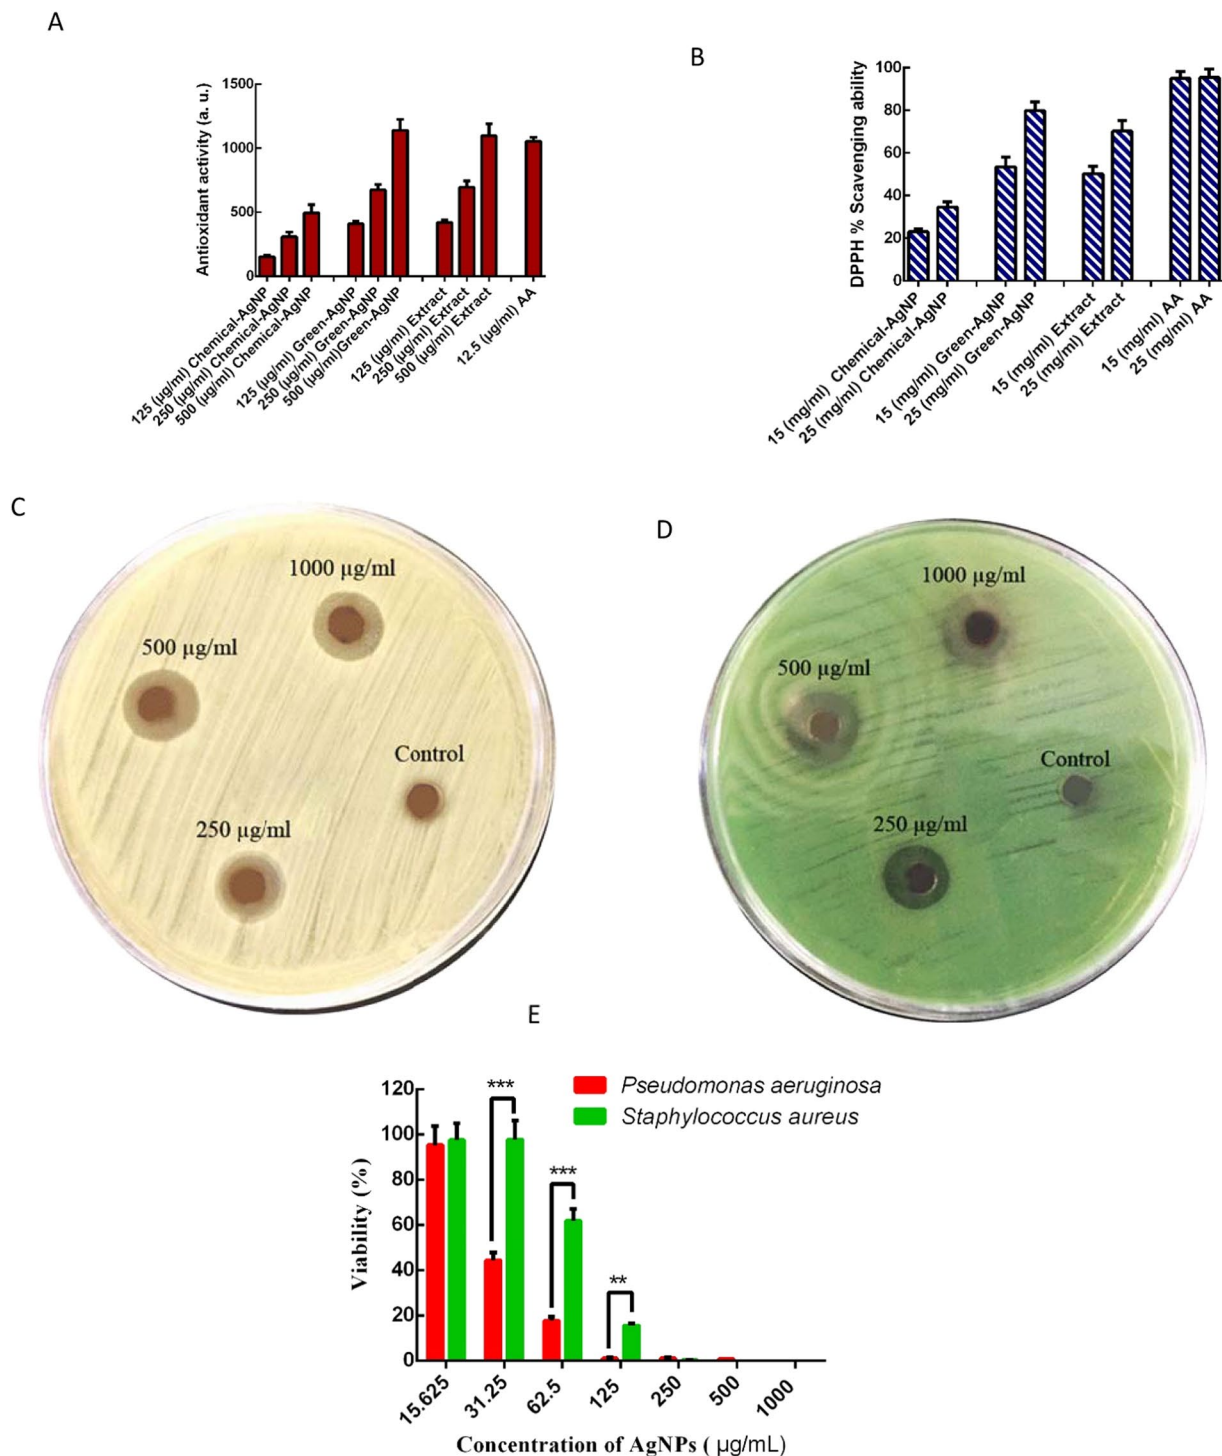 A
Antioxidant activity (a. u.)
1500
1000
500
0
125 (µg/ml) Chemical-AgNP
250 (µg/ml) Chemical-AgNP
500 (µg/ml) Chemical-AgNP
125 (µg/ml) Green-AgNP
250 (µg/ml) Green-AgNP
500 (µg/ml)Green-AgNP
125 (µg/ml) Extract
250 (µg/ml) Extract
500 (µg/ml) Extract
12.5 (µg/ml) AA
B
DPPH % Scavenging ability
100
80
60
40
20
0
15 (mg/ml) Chemical-AgNP
25 (mg/ml) Chemical-AgNP
15 (mg/ml) Green-AgNP
25 (mg/ml) Green-AgNP
15 (mg/ml) Extract
25 (mg/ml) Extract
15 (mg/ml) AA
25 (mg/ml) AA
C
1000 µg/ml
500 µg/ml
Control
250 µg/ml
D
1000 µg/ml
500 µg/ml
Control
250 µg/ml
E
Pseudomonas aeruginosa
Staphylococcus aureus
Viability (%)
120
100
80
60
40
20
0
***
***
**
15.625
31.25
62.5
125
250
500
1000
Concentration of AgNPs ( µg/mL)